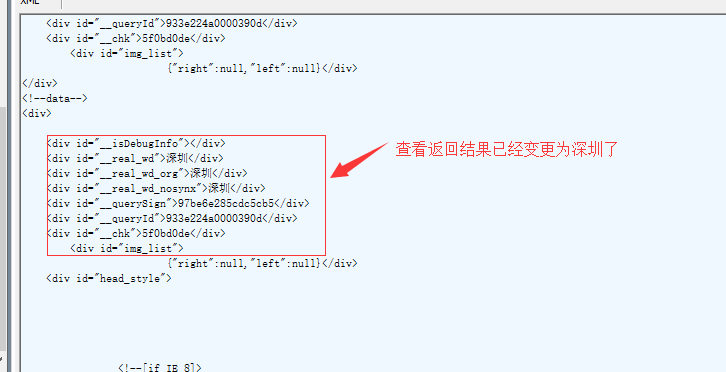 XML
<div id="__queryId">933e224a0000390d</div>
<div id="__chk">5f0bd0de</div>
<div id="img_list">
{"right":null,"left":null}</div>
</div>
<!--data-->
<div>
<div id="__isDebugInfo"></div>
<div id="__real_wd">深圳</div>
<div id="__real_wd_org">深圳</div>
<div id="__real_wd_nosynx">深圳</div>
<div id="__querySign">97be6e285cdc5cb5</div>
<div id="__queryId">933e224a0000390d</div>
<div id="__chk">5f0bd0de</div>
<div id="img_list">
{"right":null,"left":null}</div>
<div id="head_style">
查看返回结果已经变更为深圳了
<!--[if IE 8]>